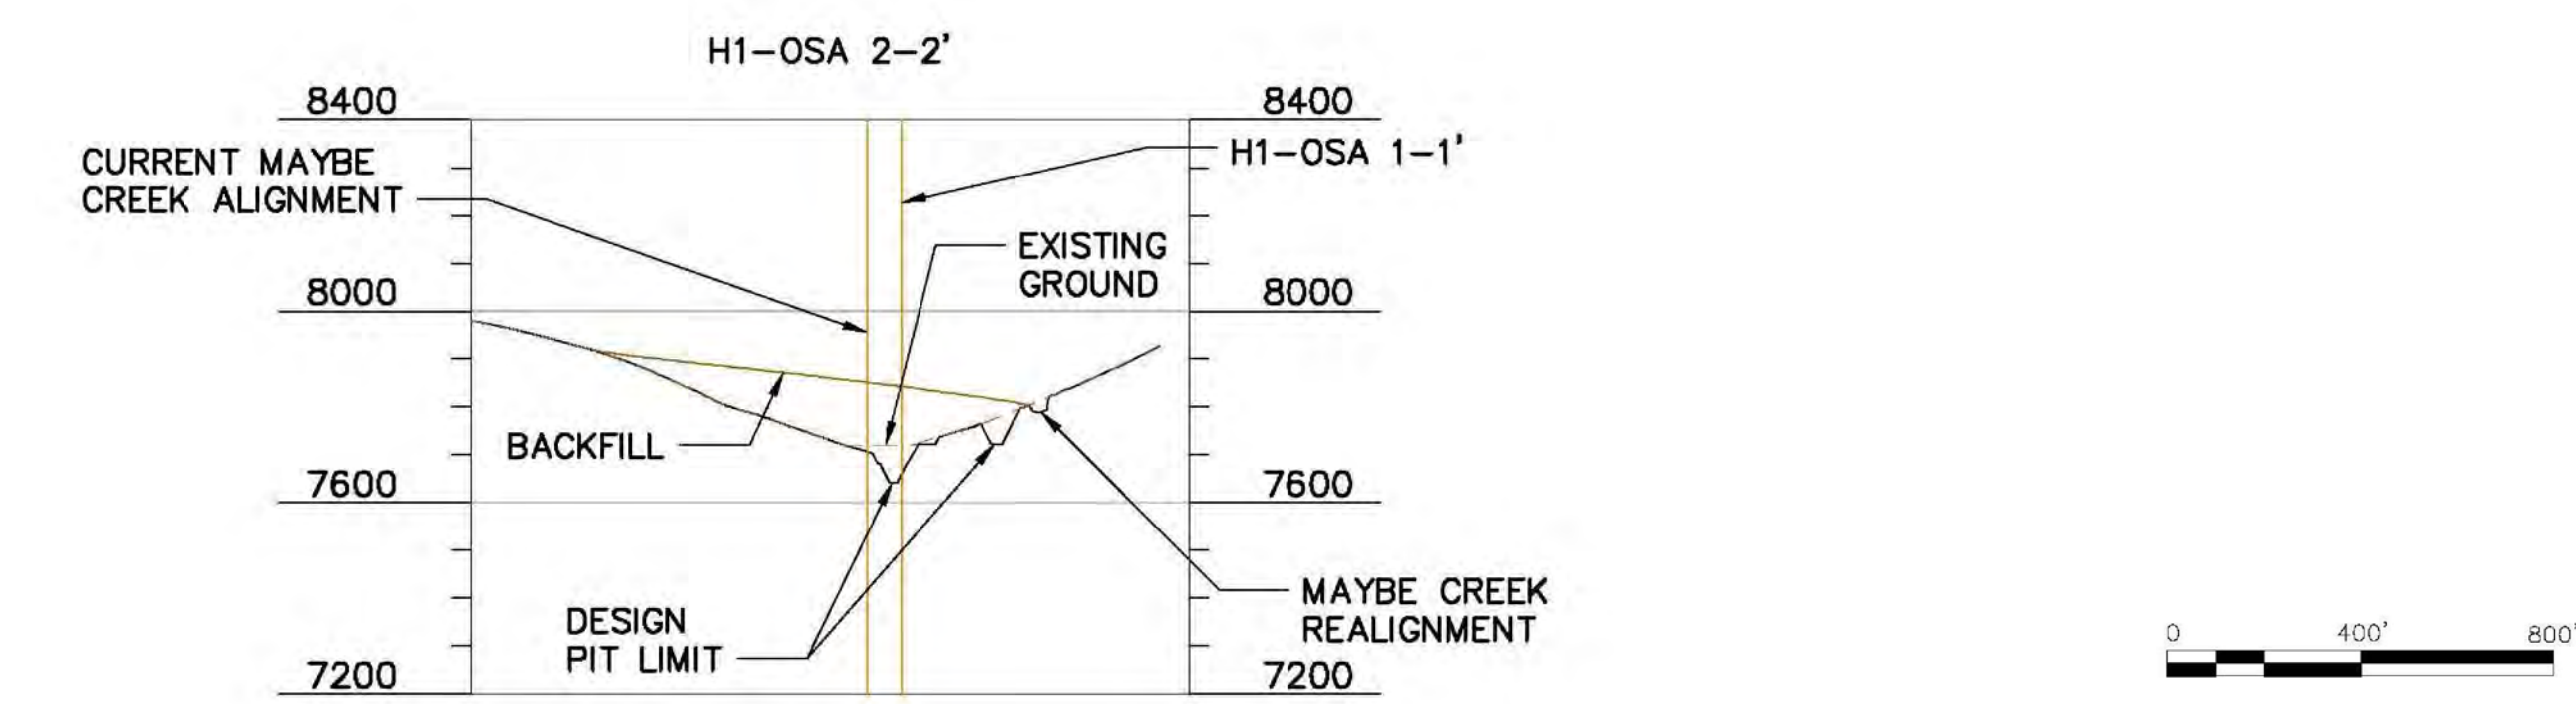 H1-OSA 2-2'
8400
8400
CURRENT MAYBE
CREEK ALIGNMENT
H1-OSA 1-1'
EXISTING
GROUND
8000
8000
BACKFILL
7600
7600
DESIGN
PIT LIMIT
MAYBE CREEK
REALIGNMENT
7200
7200
0 400' 800'